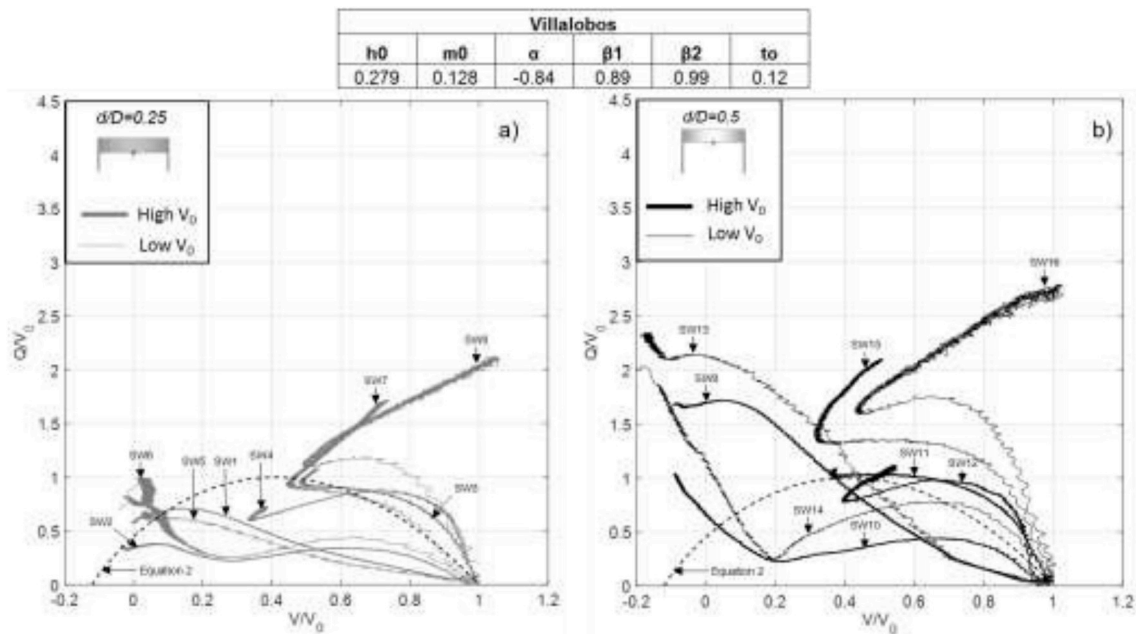 Villalobos
h0 m0 α β1 β2 to
0.279 0.128 -0.84 0.89 0.99 0.12
a)
d/D=0.25
High V0
Low V0
4.5
4
3.5
3
2.5
2
1.5
1
0.5
0
Q/V0
SW7
SW6
SW5
SW1
SW4
Equation 2
-0.2 0 0.2 0.4 0.6 0.8 1 1.2
V/V0
b)
d/D=0.5
High V0
Low V0
4.5
4
3.5
3
2.5
2
1.5
1
0.5
0
Q/V0
SW16
SW13
SW15
SW9
SW11
SW12
SW14
SW10
Equation 2
-0.2 0 0.2 0.4 0.6 0.8 1 1.2
V/V0